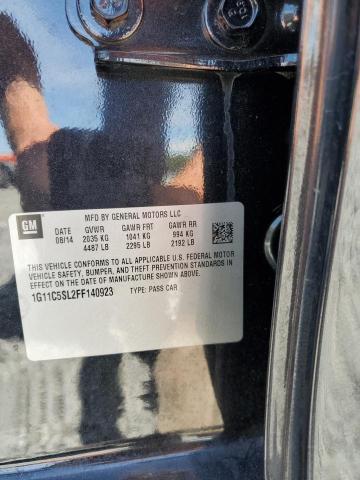 GM
MFD BY GENERAL MOTORS LLC
DATE GVWR GAWR FRT GAWR RR
08/14 2035 KG 1041 KG 994 KG
4487 LB 2295 LB 2192 LB
THIS VEHICLE CONFORMS TO ALL APPLICABLE U.S. FEDERAL MOTOR
VEHICLE SAFETY, BUMPER, AND THEFT PREVENTION STANDARDS IN
EFFECT ON THE DATE OF MANUFACTURE SHOWN ABOVE.
1G11C5SL2FF140923 TYPE: PASS CAR